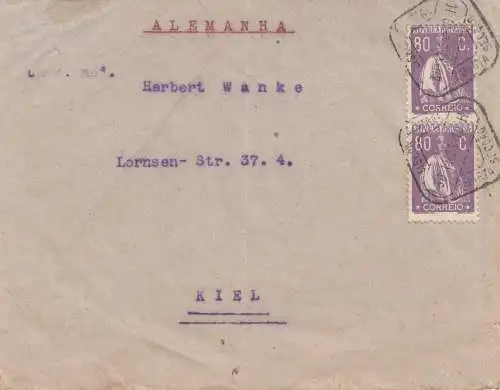 ALEMANHA
Herbert Wanke
Lornsen- Str. 37. 4.
KIEL
80 C.
CORREIO
80 C.
CORREIO